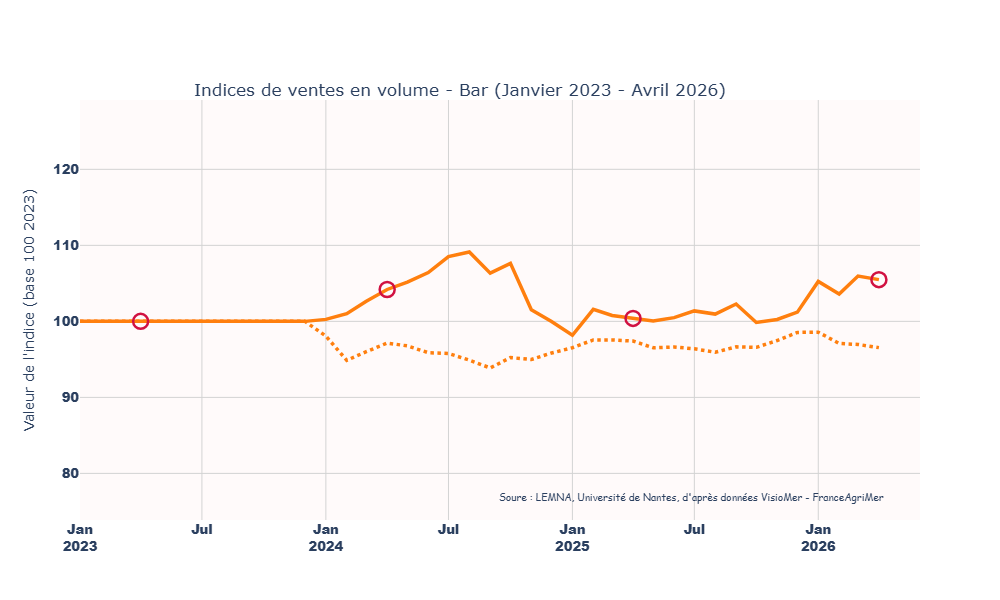 Indices de ventes en volume - Bar (Janvier 2023 - Avril 2026)
Valeur de l'indice (base 100 2023)
120
110
100
90
80
Soure : LEMNA, Université de Nantes, d'après données VisioMer - FranceAgriMer
Jan Jul Jan Jul Jan Jul Jan
2023 2024 2025 2026